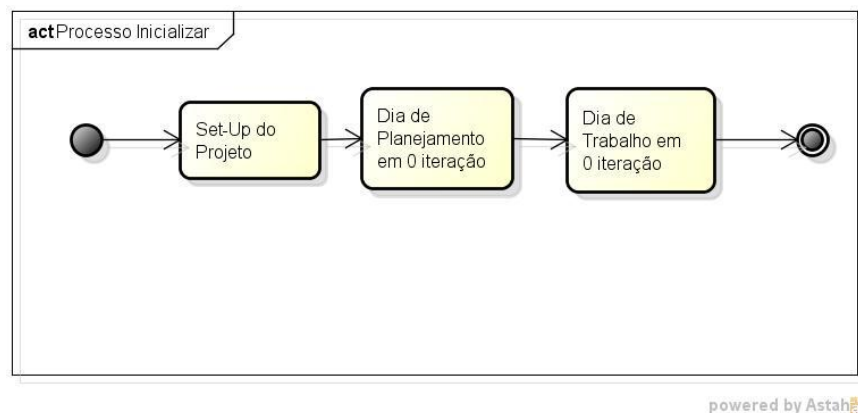 act Processo Inicializar
Set-Up do
Projeto
Dia de
Planejamento
em 0 iteração
Dia de
Trabalho em
0 iteração
powered by Astah